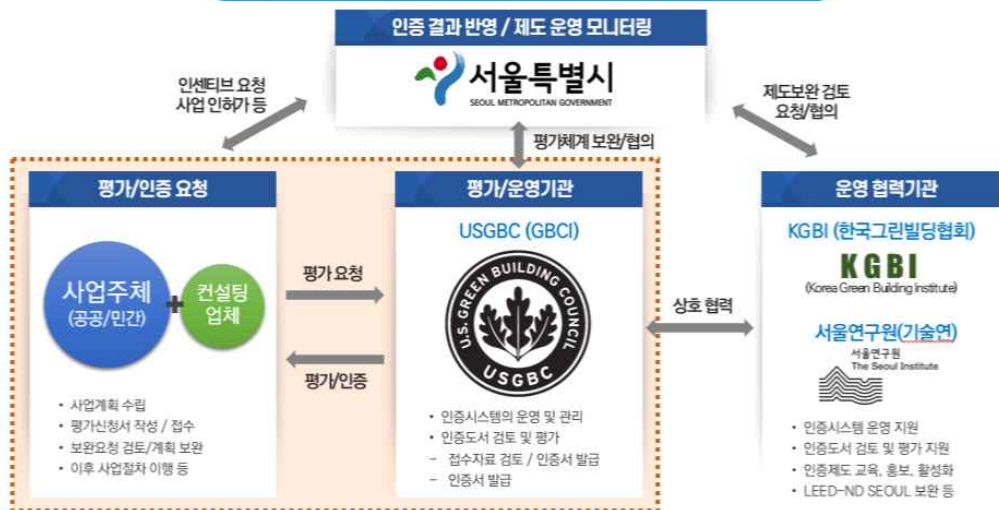 인증 결과 반영 / 제도 운영 모니터링
서울특별시
SEOUL METROPOLITAN GOVERNMENT
인센티브 요청
사업 인허가 등
제도보완 검토
요청/협의
평가체계 보완/협의
평가/인증 요청
사업주체
(공공/민간)
+
컨설팅
업체
• 사업계획 수립
• 평가신청서 작성 / 접수
• 보완요청 검토/계획 보완
• 이후 사업절차 이행 등
평가 요청
평가/인증
평가/운영기관
USGBC (GBCI)
U.S. GREEN BUILDING COUNCIL
USGBC
• 인증시스템의 운영 및 관리
• 인증도서 검토 및 평가
– 접수자료 검토 / 인증서 발급
– 인증서 발급
상호 협력
운영 협력기관
KGBI (한국그린빌딩협회)
KGBI
(Korea Green Building Institute)
서울연구원(기술연)
서울연구원
The Seoul Institute
• 인증시스템 운영 지원
• 인증도서 검토 및 평가 지원
• 인증제도 교육, 홍보, 활성화
• LEED-ND SEOUL 보완 등